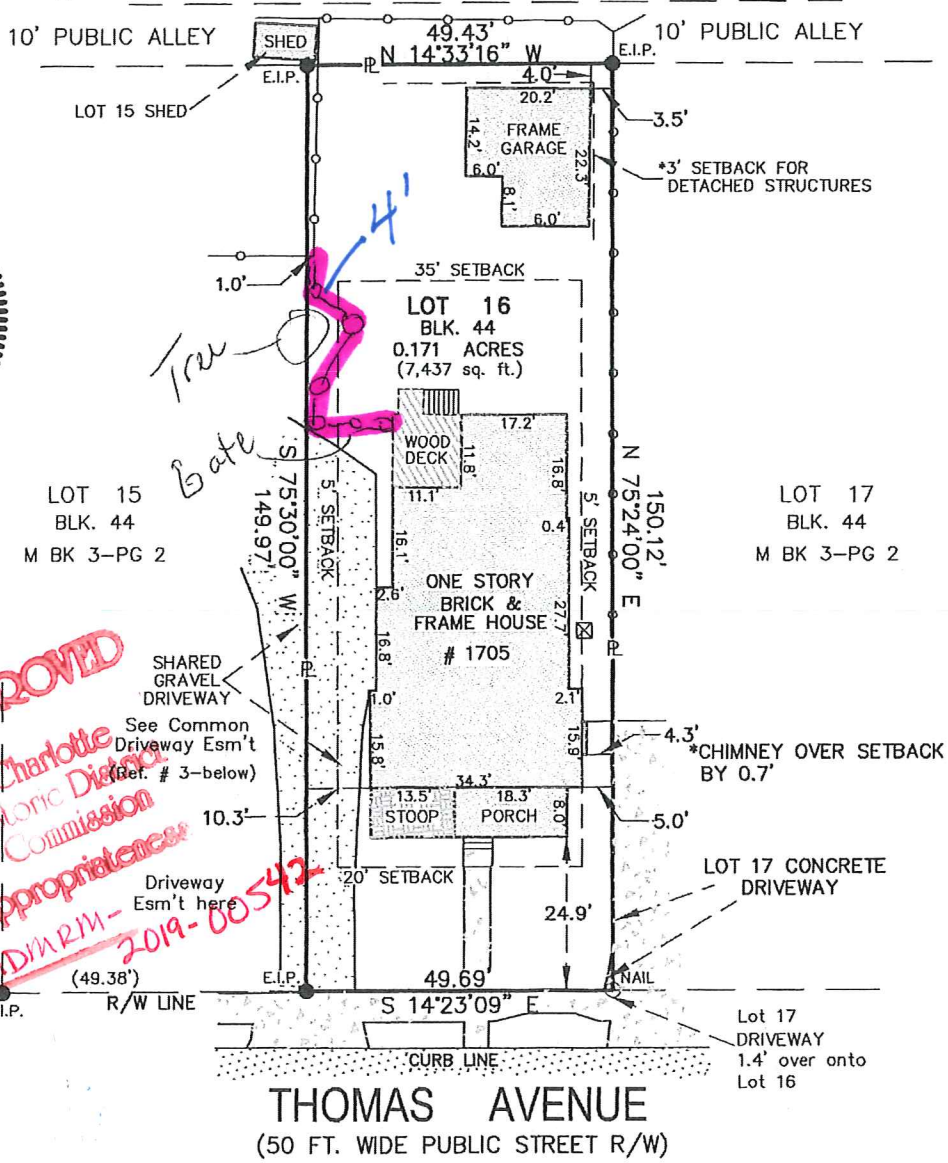 10' PUBLIC ALLEY
SHED
49.43'
N 14°33'16" W
E.I.P.
10' PUBLIC ALLEY
E.I.P.
PL
4.0'
LOT 15 SHED
20.2'
3.5'
14.2'
FRAME
GARAGE
22.3'
6.0'
8.1'
6.0'
*3' SETBACK FOR
DETACHED STRUCTURES
4'
1.0'
35' SETBACK
LOT 16
BLK. 44
0.171 ACRES
(7,437 sq. ft.)
Tree
Gate
WOOD
DECK
11.8'
11.1'
17.2'
16.8'
0.4'
LOT 15
BLK. 44
M BK 3-PG 2
S 75°30'00" W
149.97'
5' SETBACK
16.1'
2.6'
ONE STORY
BRICK &
FRAME HOUSE
# 1705
27.7'
5' SETBACK
N 75°24'00" E
150.12'
LOT 17
BLK. 44
M BK 3-PG 2
PL
PL
16.8'
1.0'
2.1'
15.8'
15.9'
SHARED
GRAVEL
DRIVEWAY
See Common
Driveway Esm't
(Ref. # 3-below)
4.3'
*CHIMNEY OVER SETBACK
BY 0.7'
34.3'
10.3'
13.5'
STOOP
18.3'
PORCH
8.0'
5.0'
ROVED
Charlotte
toric District
Commission
ppropriateness
DMRM-
2019-00542
Driveway
Esm't here
20' SETBACK
24.9'
LOT 17 CONCRETE
DRIVEWAY
(49.38')
I.P.
R/W LINE
E.I.P.
49.69'
S 14°23'09" E
NAIL
Lot 17
DRIVEWAY
1.4' over onto
Lot 16
CURB LINE
THOMAS AVENUE
(50 FT. WIDE PUBLIC STREET R/W)